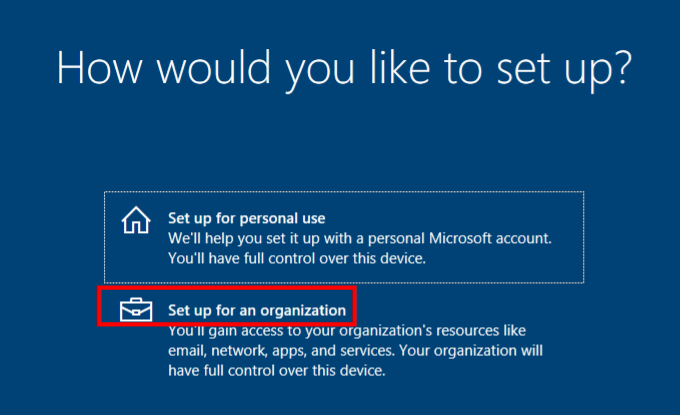 How would you like to set up?
Set up for personal use
We'll help you set it up with a personal Microsoft account.
You'll have full control over this device.
Set up for an organization
You'll gain access to your organization's resources like
email, network, apps, and services. Your organization will
have full control over this device.